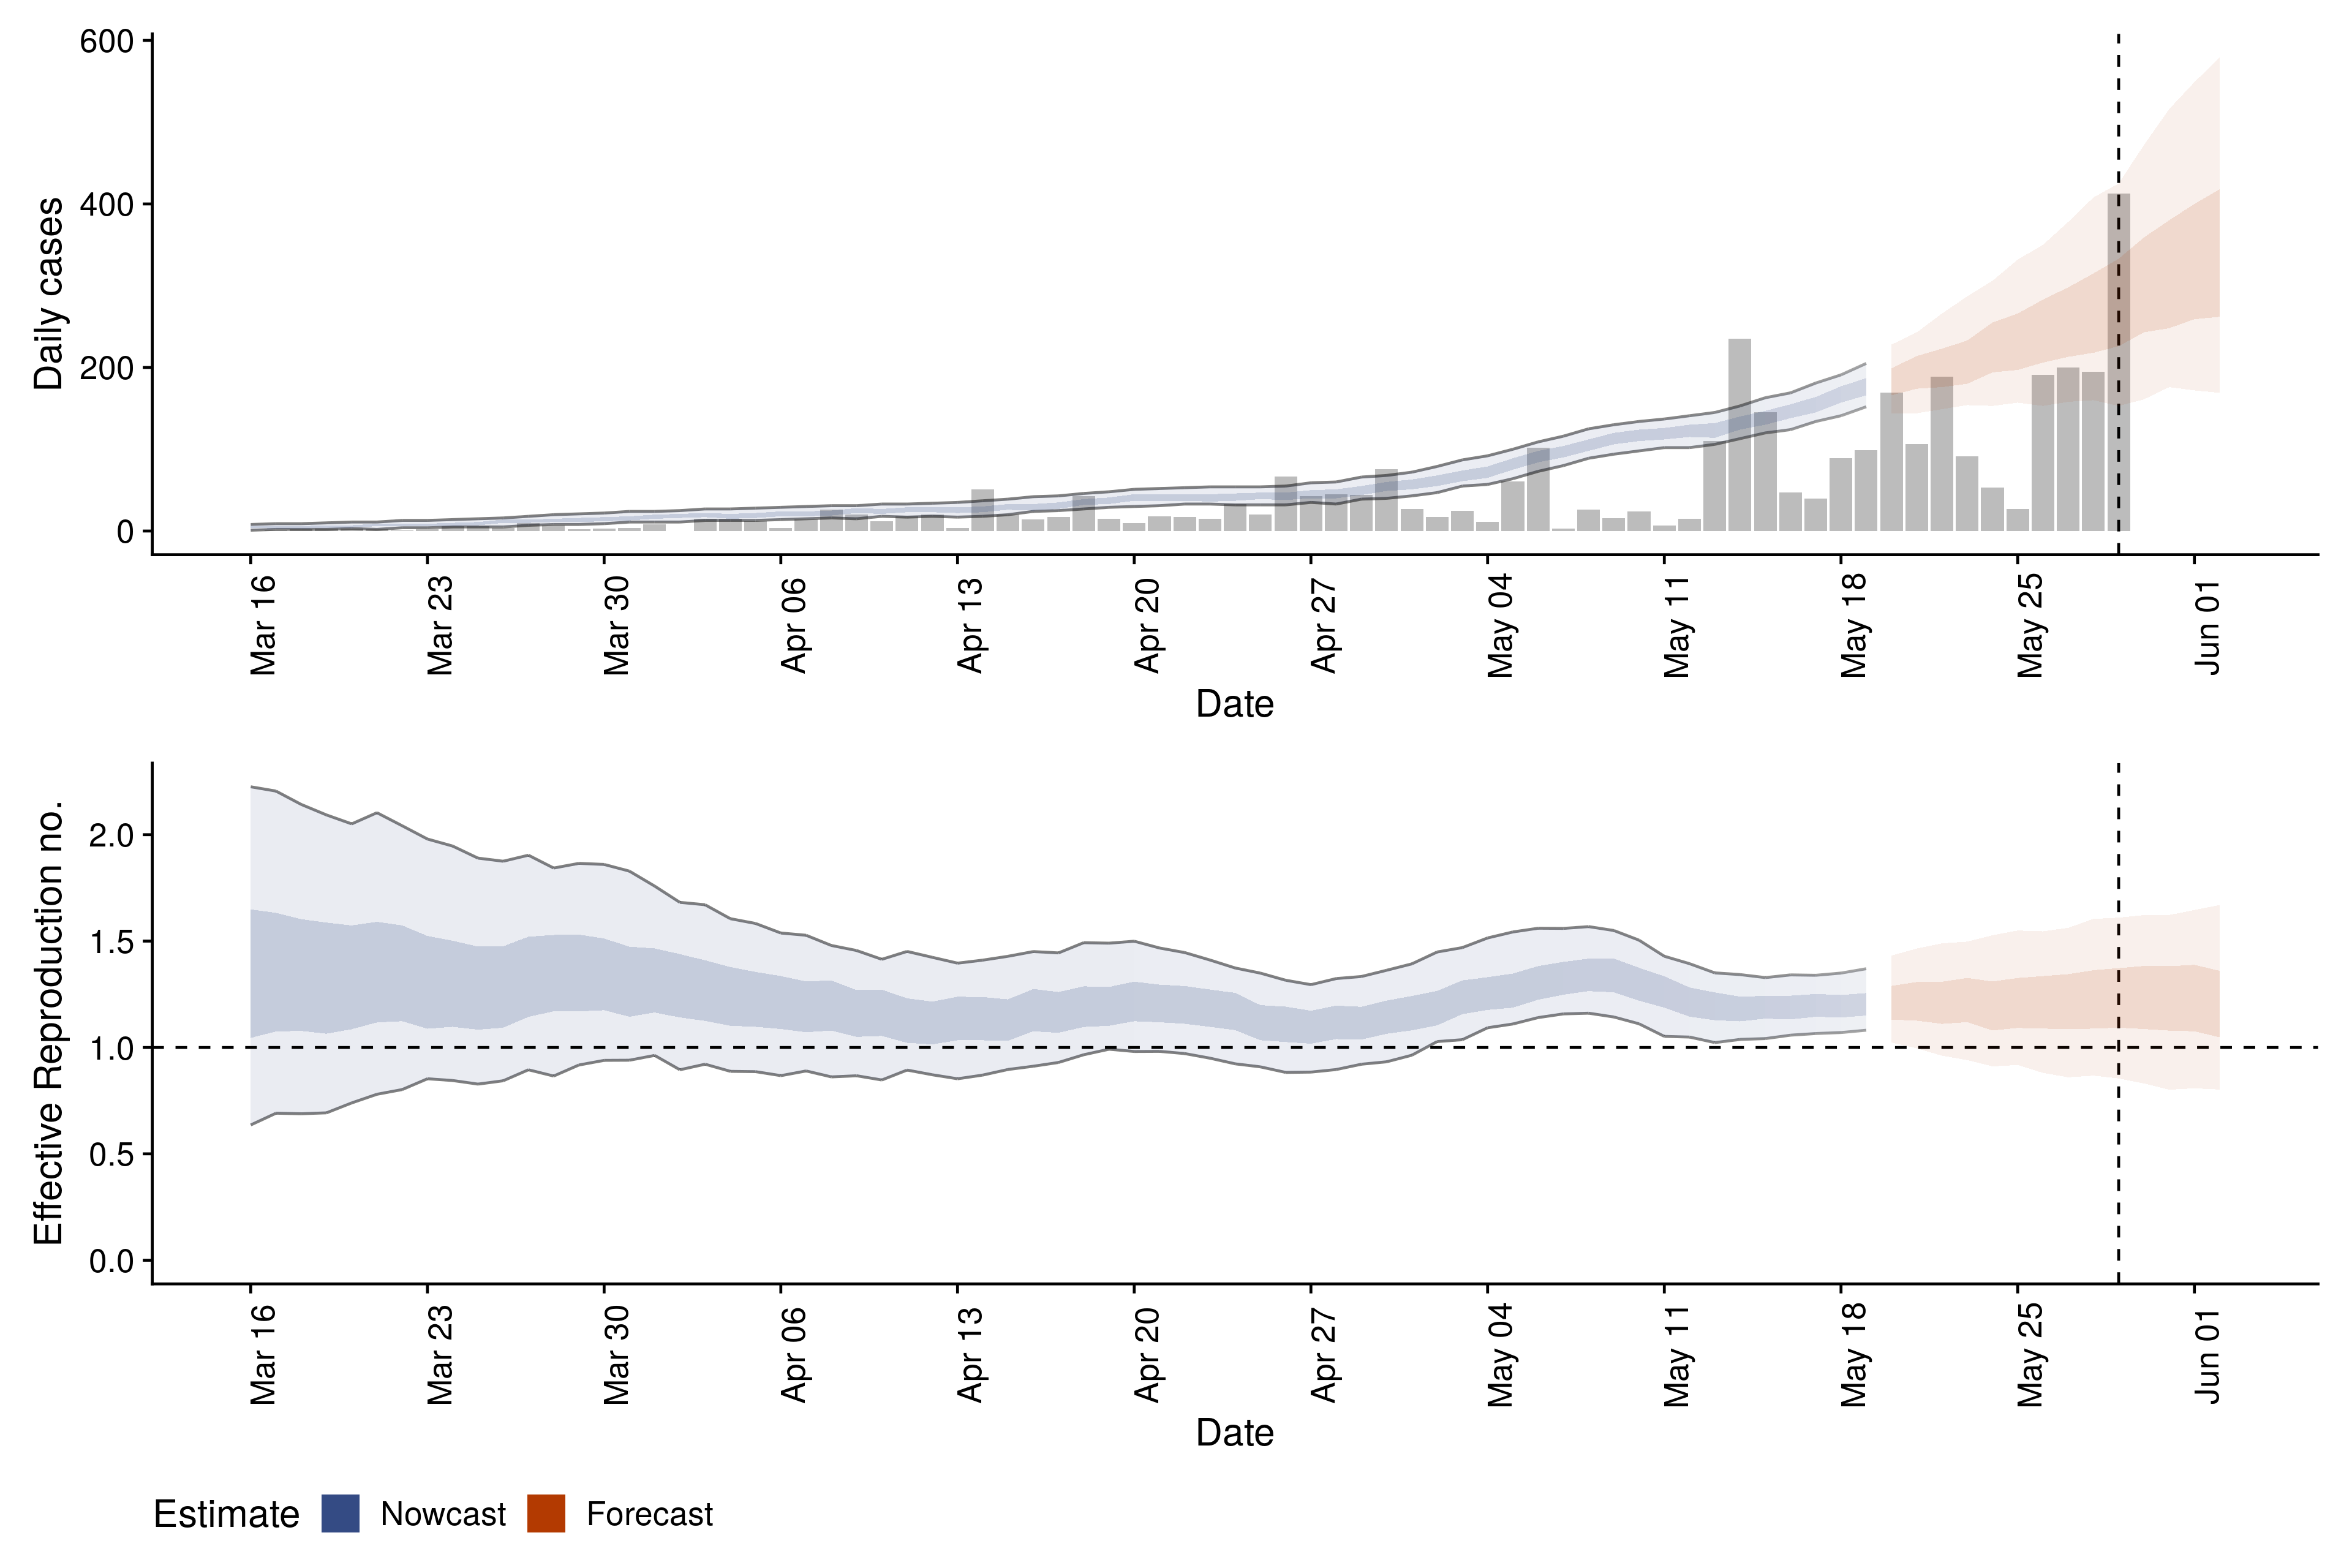 Daily cases
600
400
200
0
Mar 16
Mar 23
Mar 30
Apr 06
Apr 13
Apr 20
Apr 27
May 04
May 11
May 18
May 25
Jun 01
Date
Effective Reproduction no.
2.0
1.5
1.0
0.5
0.0
Mar 16
Mar 23
Mar 30
Apr 06
Apr 13
Apr 20
Apr 27
May 04
May 11
May 18
May 25
Jun 01
Date
Estimate Nowcast Forecast